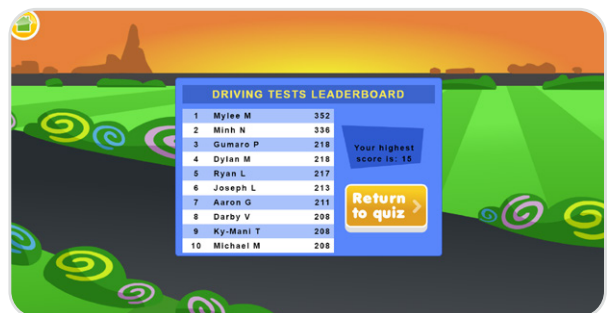 DRIVING TESTS LEADERBOARD
1 Mylee M 352
2 Minh N 336
3 Gumaro P 218
4 Dylan M 218
5 Ryan L 217
6 Joseph L 213
7 Aaron G 211
8 Darby V 208
9 Ky-Mani T 208
10 Michael M 208
Your highest
score is: 15
Return
to quiz